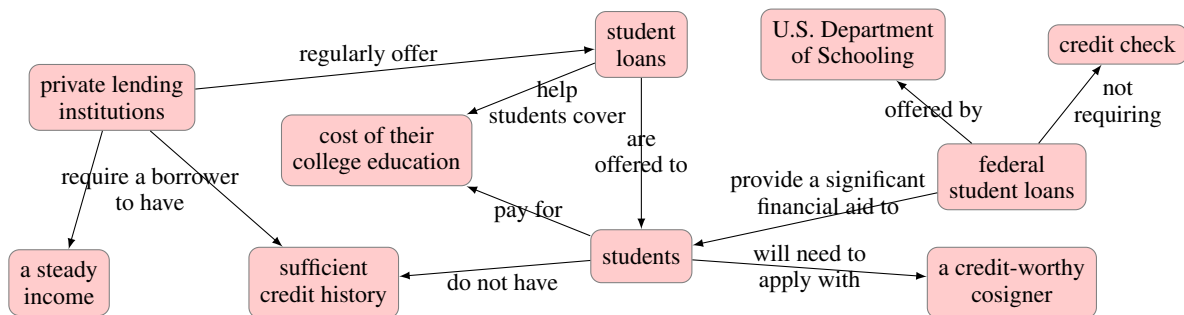 student
loans
U.S. Department
of Schooling
credit check
regularly offer
private lending
institutions
help
students cover
not
requiring
offered by
cost of their
college education
are
offered to
federal
student loans
require a borrower
to have
provide a significant
financial aid to
pay for
a steady
income
sufficient
credit history
do not have
students
will need to
apply with
a credit-worthy
cosigner